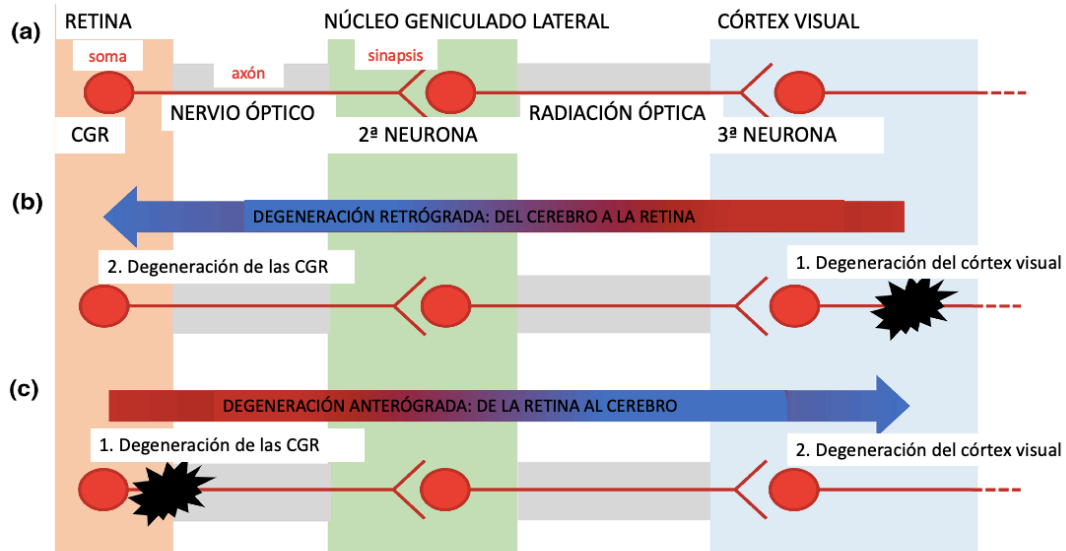 (a)
RETINA
NÚCLEO GENICULADO LATERAL
CÓRTEX VISUAL
soma
axón
sinapsis
NERVIO ÓPTICO
RADIACIÓN ÓPTICA
CGR
2ª NEURONA
3ª NEURONA
(b)
DEGENERACIÓN RETRÓGRADA: DEL CEREBRO A LA RETINA
2. Degeneración de las CGR
1. Degeneración del córtex visual
(c)
DEGENERACIÓN ANTERÓGRADA: DE LA RETINA AL CEREBRO
1. Degeneración de las CGR
2. Degeneración del córtex visual